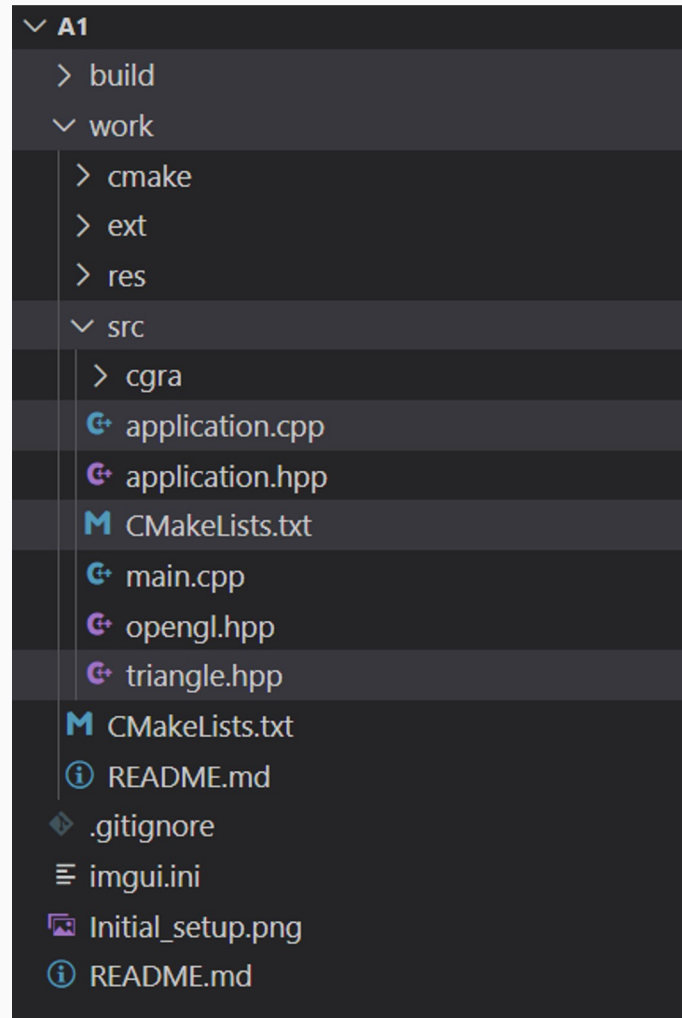 A1
build
work
cmake
ext
res
src
cgra
application.cpp
application.hpp
CMakeLists.txt
main.cpp
opengl.hpp
triangle.hpp
CMakeLists.txt
README.md
.gitignore
imgui.ini
Initial_setup.png
README.md